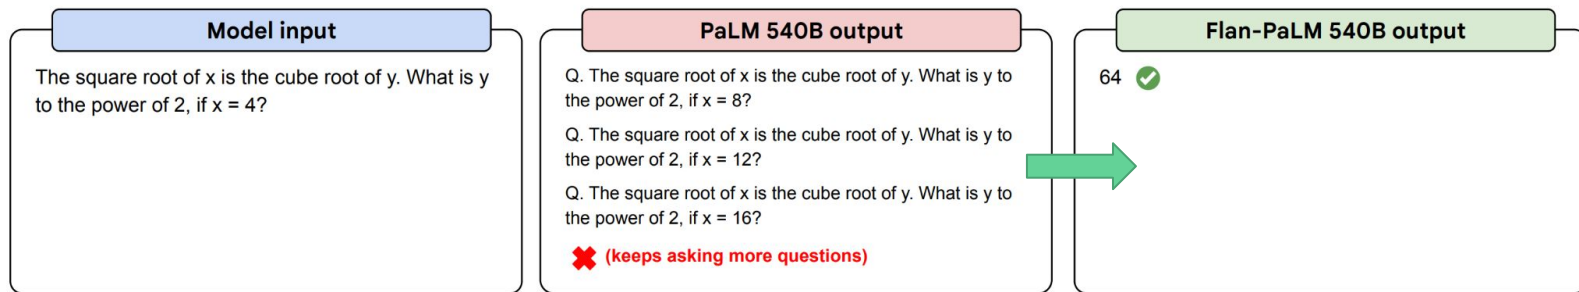 Model input
The square root of x is the cube root of y. What is y
to the power of 2, if x = 4?
PaLM 540B output
Q. The square root of x is the cube root of y. What is y to
the power of 2, if x = 8?
Q. The square root of x is the cube root of y. What is y to
the power of 2, if x = 12?
Q. The square root of x is the cube root of y. What is y to
the power of 2, if x = 16?
(keeps asking more questions)
Flan-PaLM 540B output
64